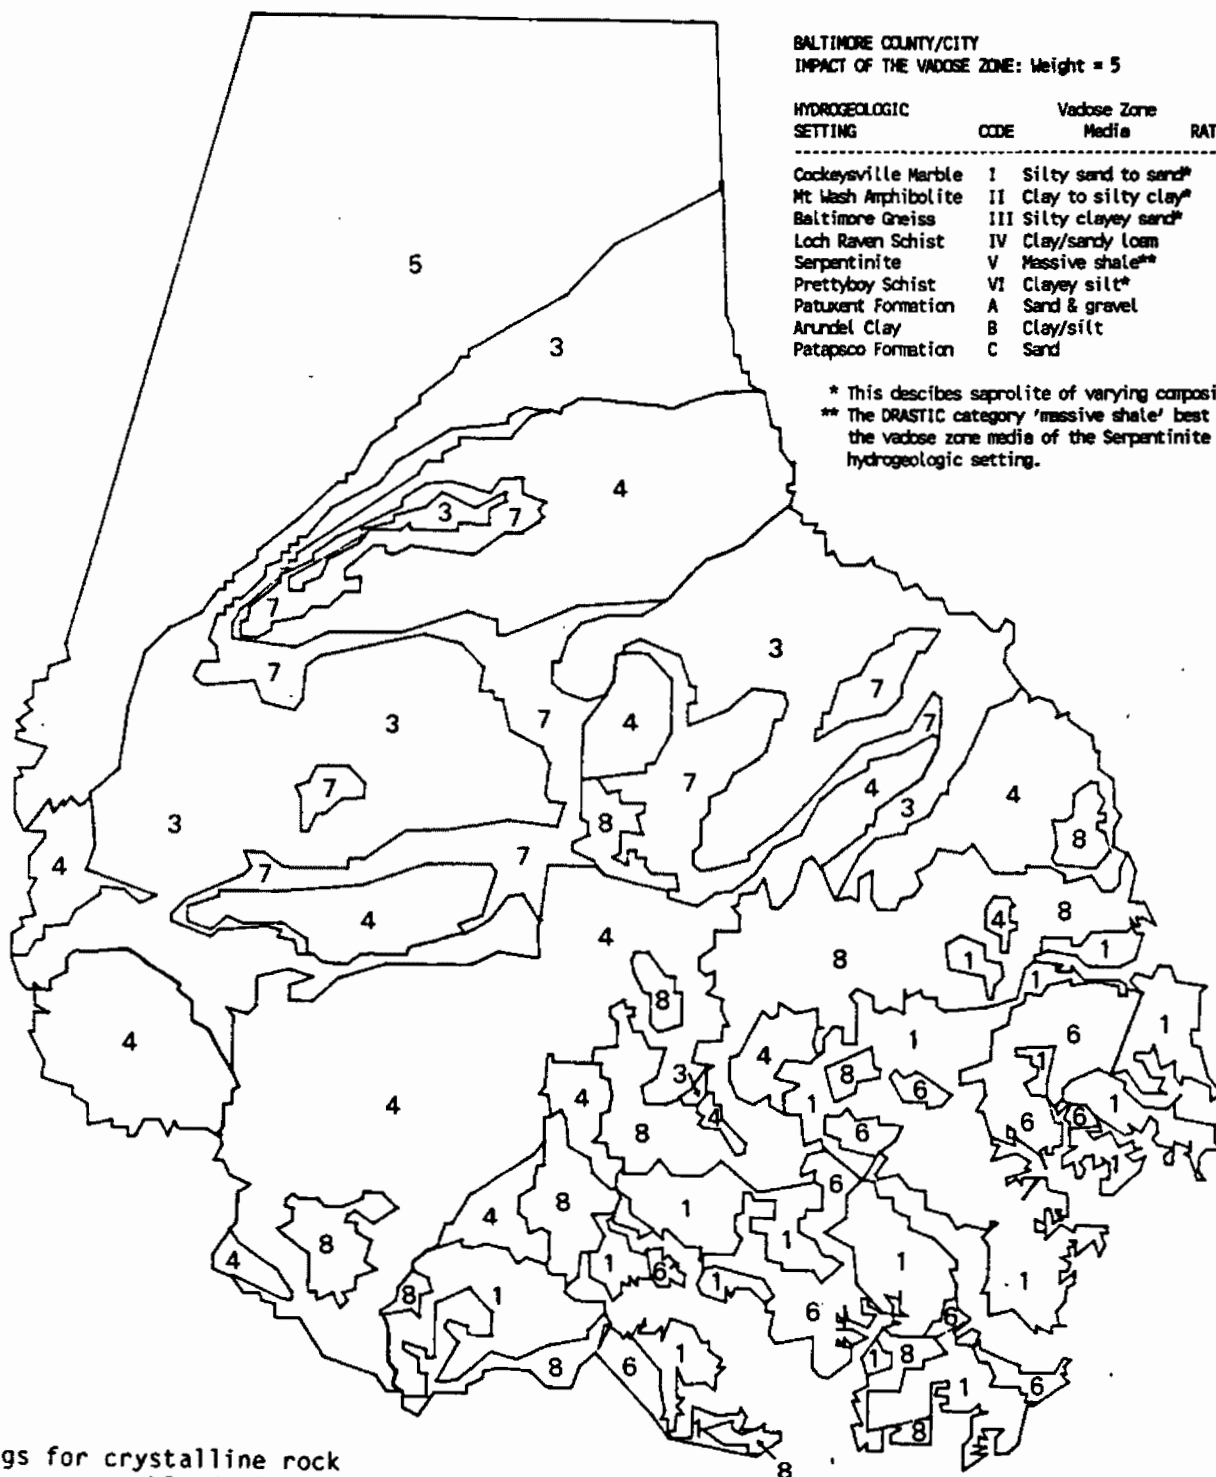 BALTIMORE COUNTY/CITY
IMPACT OF THE VADOSE ZONE: Weight = 5
HYDROGEOLOGIC Vadose Zone
SETTING CODE Media RAT
Cockeysville Marble I Silty sand to sand*
Mt Wash Amphibolite II Clay to silty clay*
Baltimore Gneiss III Silty clayey sand*
Loch Raven Schist IV Clay/sandy loam
Serpentinite V Massive shale**
Prettyboy Schist VI Clayey silt*
Patuxent Formation A Sand & gravel
Arundel Clay B Clay/silt
Patapsco Formation C Sand
* This descibes saprolite of varying composi
** The DRASTIC category 'massive shale' best
the vadose zone media of the Serpentinite
hydrogeologic setting.
5
3
4
3 7
7
3
7 7
7
3 4
7
7
7 4
3 4
3 8
8
4 7
7
4
4 4 8
8 1
1
8 1
4 1 6 1
4 3 8 1
4 4 6 1
4 1 6
8 6 6
1
8 1 6
4
8 1 1
4 1 6 1 1
8 1 6 1
6
8 6 1 1 8
1 6
8
8
gs for crystalline rock